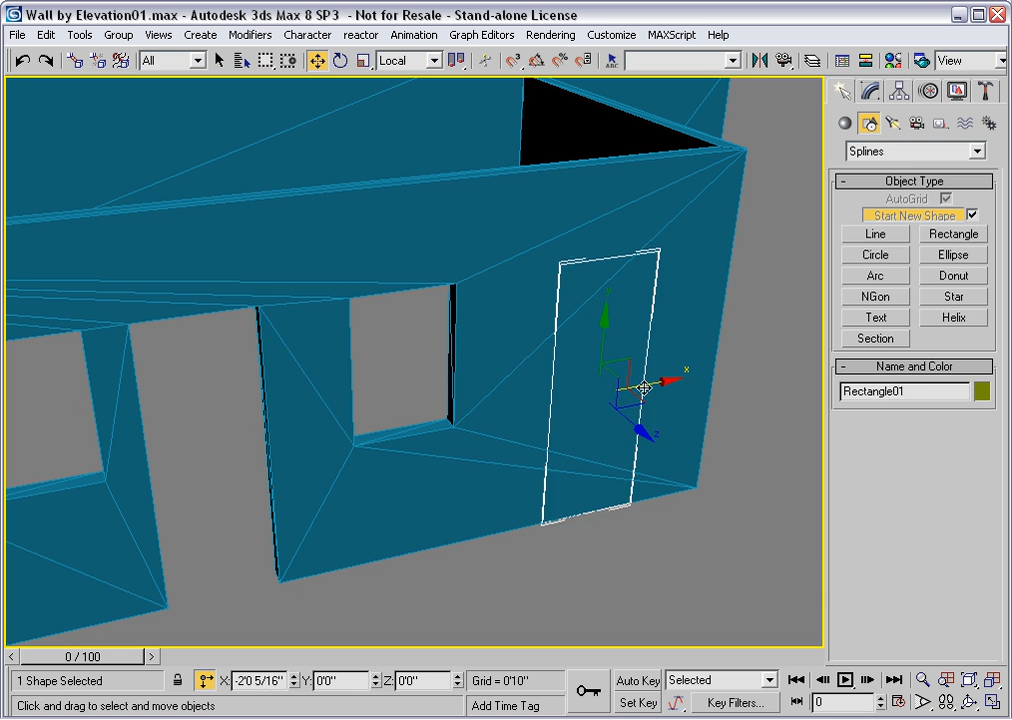 Wall by Elevation01.max - Autodesk 3ds Max 8 SP3 - Not for Resale - Stand-alone License
File Edit Tools Group Views Create Modifiers Character reactor Animation Graph Editors Rendering Customize MAXScript Help
All Local View
Splines
- Object Type
AutoGrid
Start New Shape
Line Rectangle
Circle Ellipse
Arc Donut
NGon Star
Text Helix
Section
- Name and Color
Rectangle01
y
x
z
< 0 / 100 >
1 Shape Selected X: -2'0 5/16" Y: 0'0" Z: 0'0" Grid = 0'10" Auto Key Selected
Click and drag to select and move objects Add Time Tag Set Key Key Filters... 0